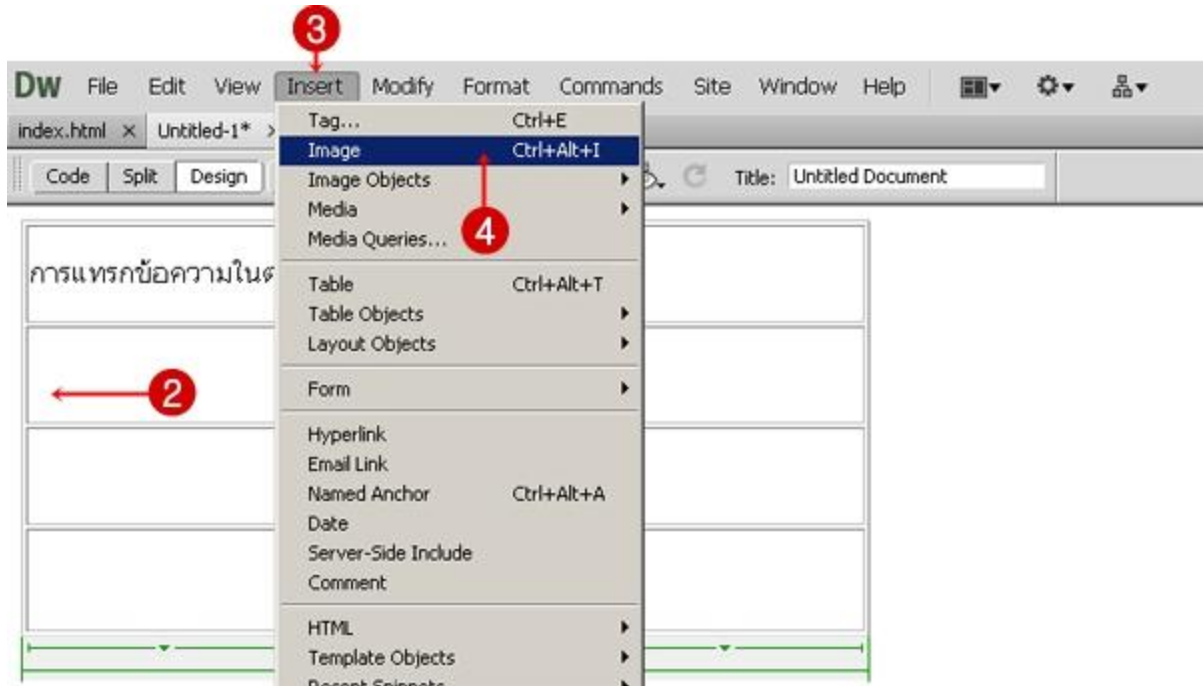 3
Dw File Edit View Insert Modify Format Commands Site Window Help
index.html × Untitled-1*
Tag... Ctrl+E
Image Ctrl+Alt+I
Code Split Design Title: Untitled Document
Image Objects
Media
4
Media Queries...
การแทรกข้อความในต
Table Ctrl+Alt+T
Table Objects
Layout Objects
2
Form
Hyperlink
Email Link
Named Anchor Ctrl+Alt+A
Date
Server-Side Include
Comment
HTML
Template Objects
Recent Snippets